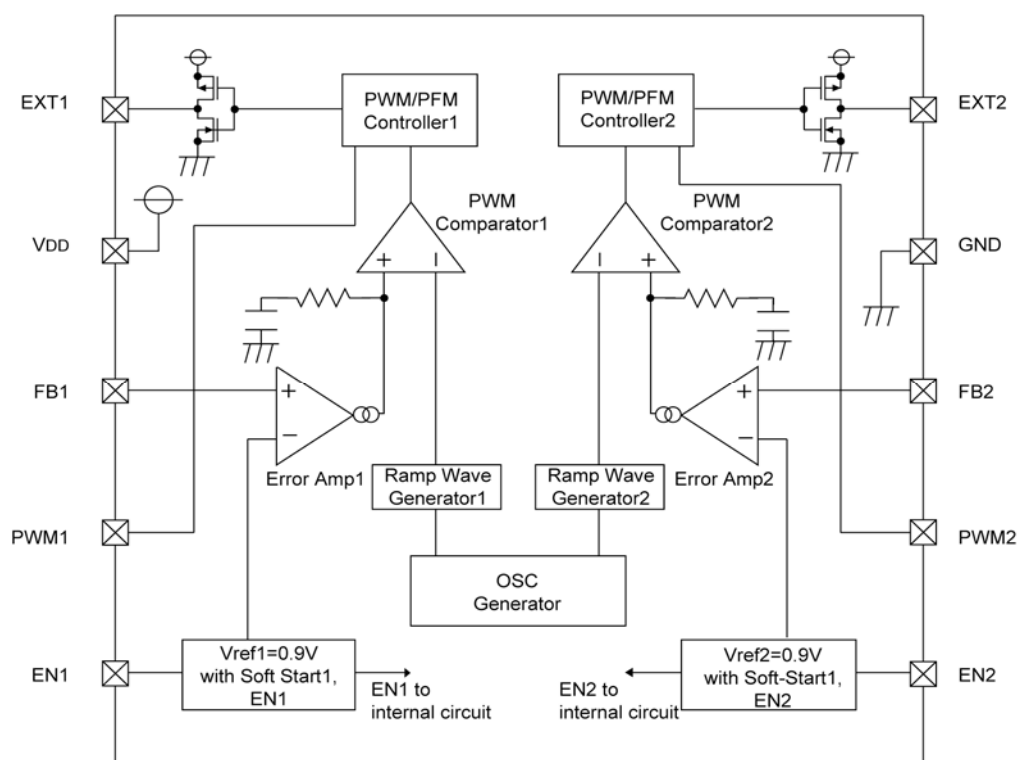 EXT1
PWM/PFM
Controller1
PWM/PFM
Controller2
EXT2
PWM
Comparator1
PWM
Comparator2
VDD
GND
+
−
−
+
FB1
+
−
Error Amp1
FB2
+
−
Error Amp2
Ramp Wave
Generator1
Ramp Wave
Generator2
PWM1
PWM2
OSC
Generator
EN1
Vref1=0.9V
with Soft Start1,
EN1
EN1 to
internal circuit
EN2 to
internal circuit
Vref2=0.9V
with Soft-Start1,
EN2
EN2